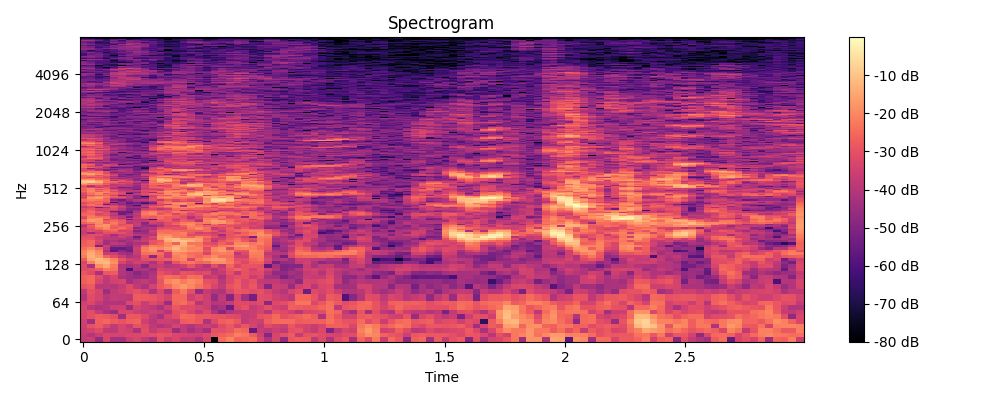 Spectrogram
Hz
4096
2048
1024
512
256
128
64
0
0
0.5
1
1.5
2
2.5
Time
-10 dB
-20 dB
-30 dB
-40 dB
-50 dB
-60 dB
-70 dB
-80 dB